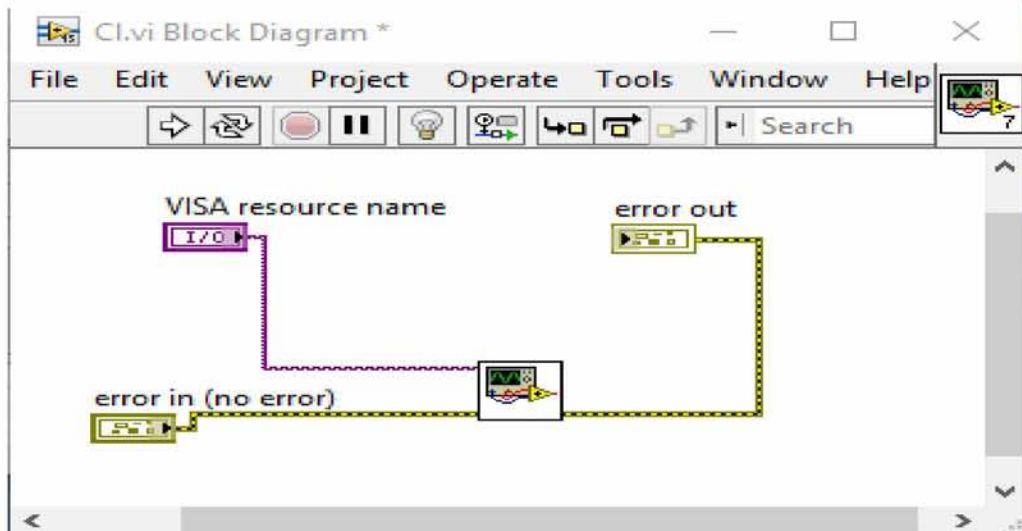 Cl.vi Block Diagram *
File Edit View Project Operate Tools Window Help
Search
7
VISA resource name
I/O
error out
error in (no error)